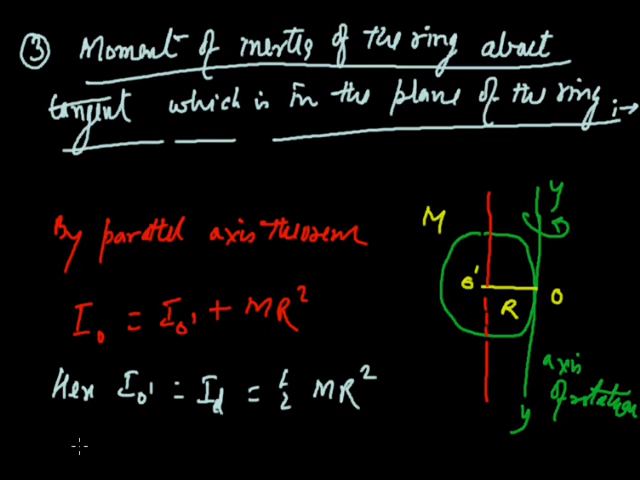 ③ Moment of inertia of the ring about
tangent which is in the plane of the ring :→
By parallel axis theorem
I₀ = I₀' + MR²
Here I₀' = I_d = 1/2 MR²
M
O'
R
O
y
axis
of rotation
y